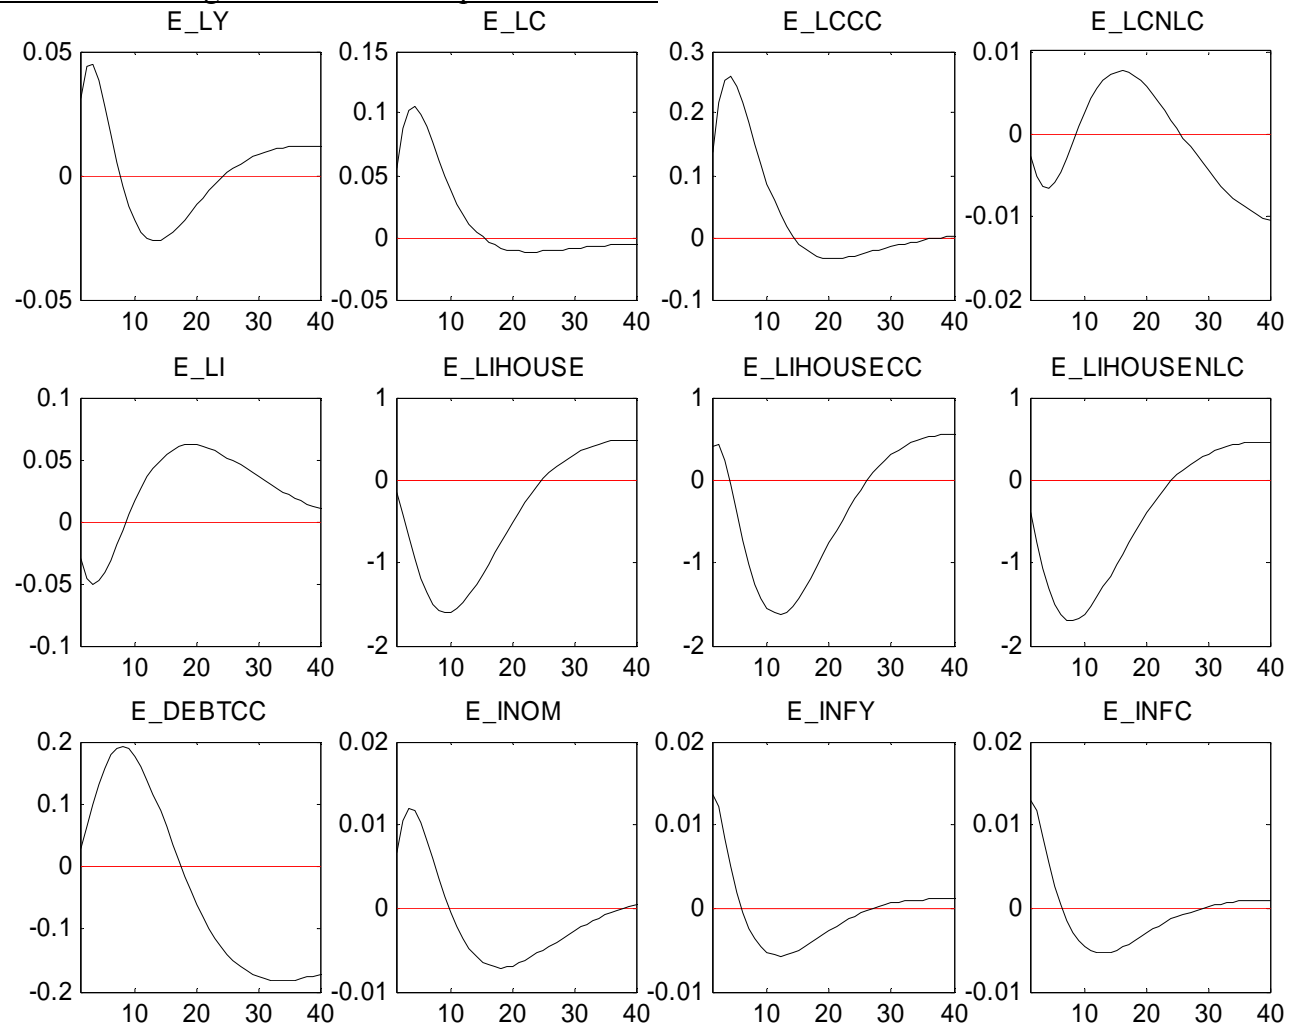 E_LY E_LC E_LCCC E_LCNLC
0.05 0.15 0.3 0.01
0 0.1 0.2 0
0.05 0.1 -0.01
0 0
-0.05 -0.05 -0.1 -0.02
10 20 30 40 10 20 30 40 10 20 30 40 10 20 30 40
E_LI E_LIHOUSE E_LIHOUSECC E_LIHOUSENLC
0.1 1 1 1
0.05 0 0 0
0
-0.05 -1 -1 -1
-0.1 -2 -2 -2
10 20 30 40 10 20 30 40 10 20 30 40 10 20 30 40
E_DEBTCC E_INOM E_INFY E_INFC
0.2 0.02 0.02 0.02
0.1 0.01 0.01 0.01
0 0 0 0
-0.1
-0.2 -0.01 -0.01 -0.01
10 20 30 40 10 20 30 40 10 20 30 40 10 20 30 40